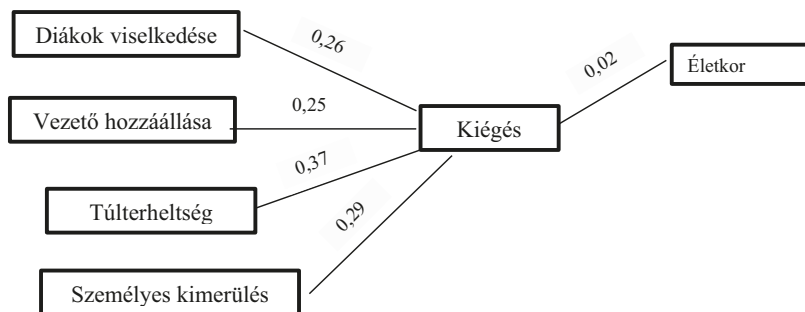 Diákok viselkedése
0,26
0,02
Életkor
Vezető hozzáállása
0,25
Kiégés
0,37
Túlterheltség
0,29
Személyes kimerülés